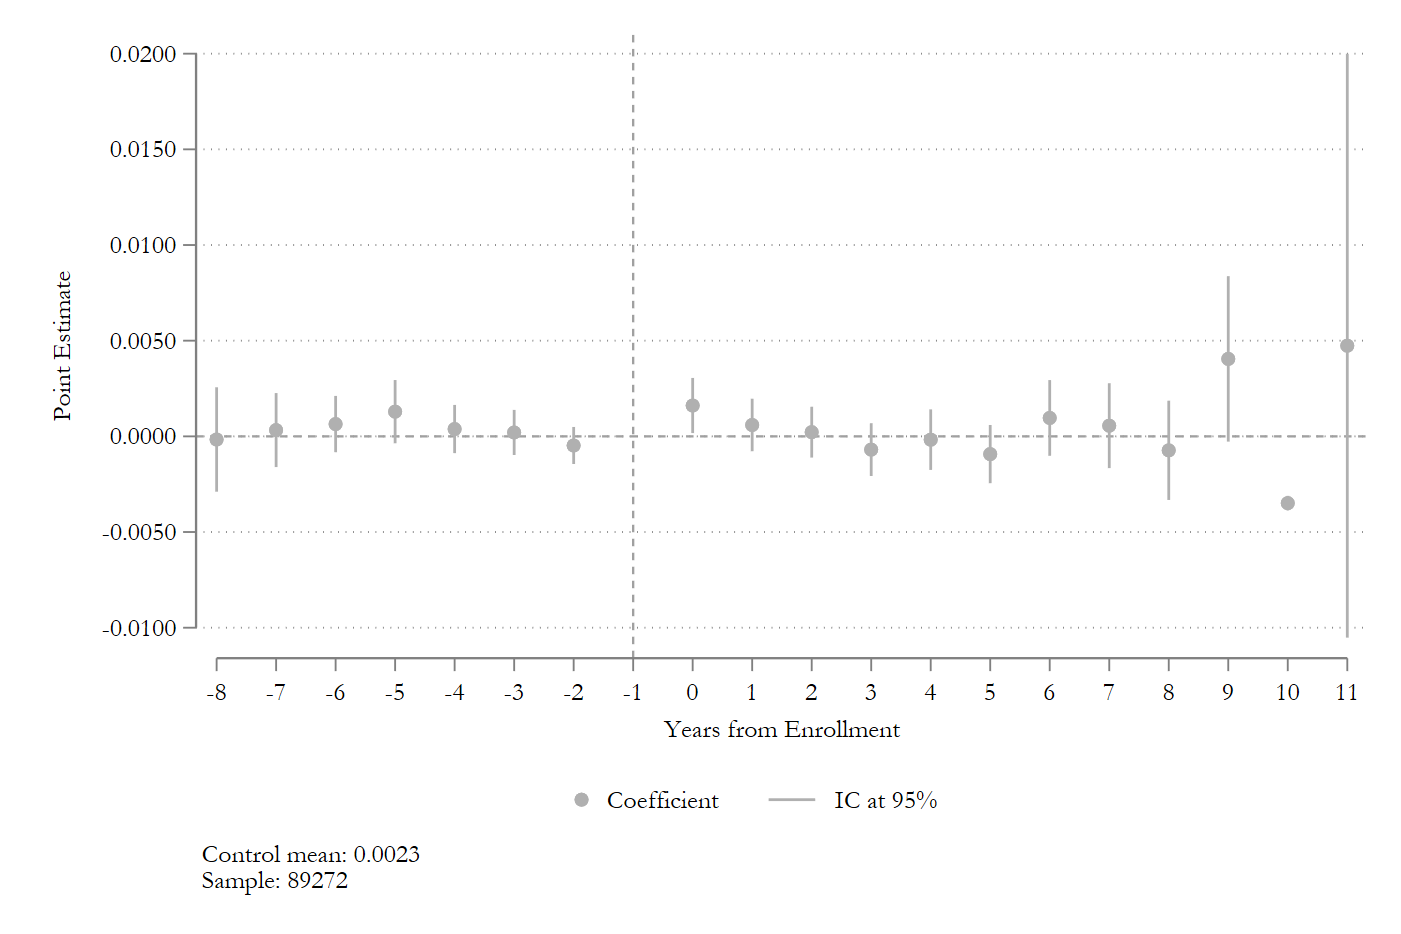 0.0200
0.0150
0.0100
0.0050
0.0000
-0.0050
-0.0100
Point Estimate
-8 -7 -6 -5 -4 -3 -2 -1 0 1 2 3 4 5 6 7 8 9 10 11
Years from Enrollment
Coefficient IC at 95%
Control mean: 0.0023
Sample: 89272